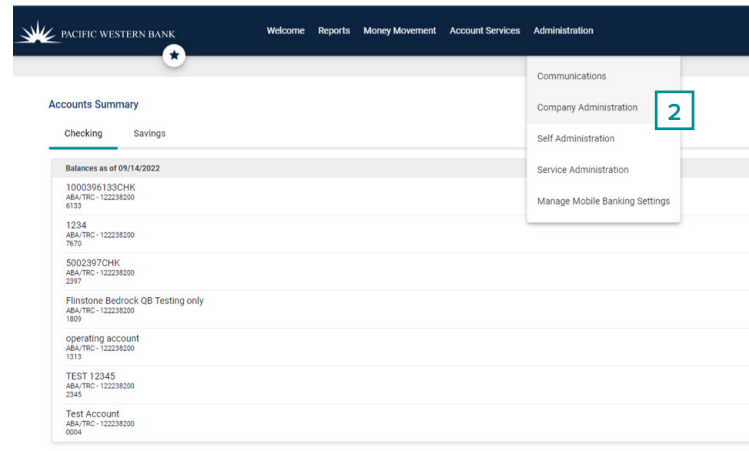 PACIFIC WESTERN BANK
Welcome Reports Money Movement Account Services Administration
Communications
Company Administration
2
Self Administration
Service Administration
Manage Mobile Banking Settings
Accounts Summary
Checking Savings
Balances as of 09/14/2022
1000396133CHK
ABA/TRC - 122238200
6133
1234
ABA/TRC - 122238200
7670
5002397CHK
ABA/TRC - 122238200
2397
Flinstone Bedrock QB Testing only
ABA/TRC - 122238200
1809
operating account
ABA/TRC - 122238200
1313
TEST 12345
ABA/TRC - 122238200
2345
Test Account
ABA/TRC - 122238200
0004